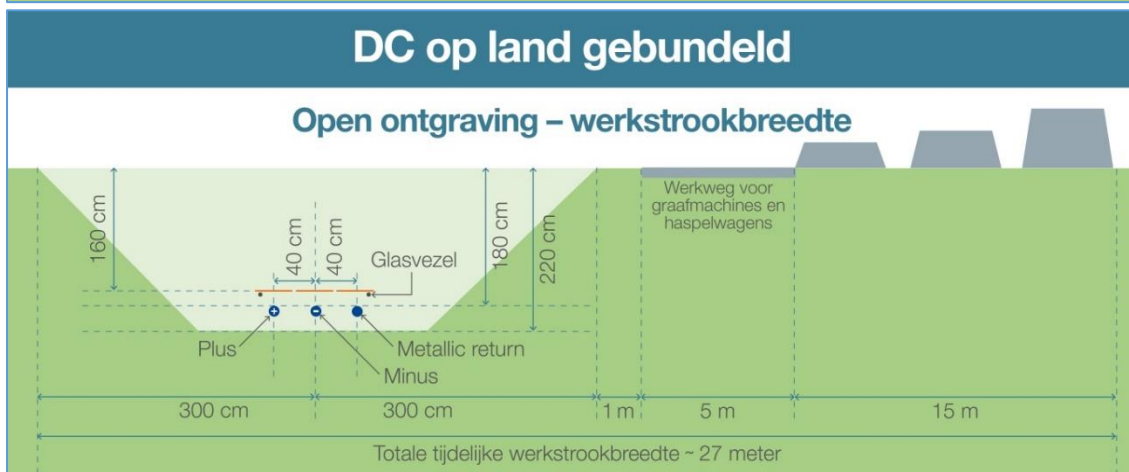 DC op land gebundeld
Open ontgraving – werkstrookbreedte
160 cm
40 cm
40 cm
Glasvezel
180 cm
220 cm
Werkweg voor
graafmachines en
haspelwagens
+
–
Plus
Metallic return
Minus
300 cm
300 cm
1 m
5 m
15 m
Totale tijdelijke werkstrookbreedte ~ 27 meter